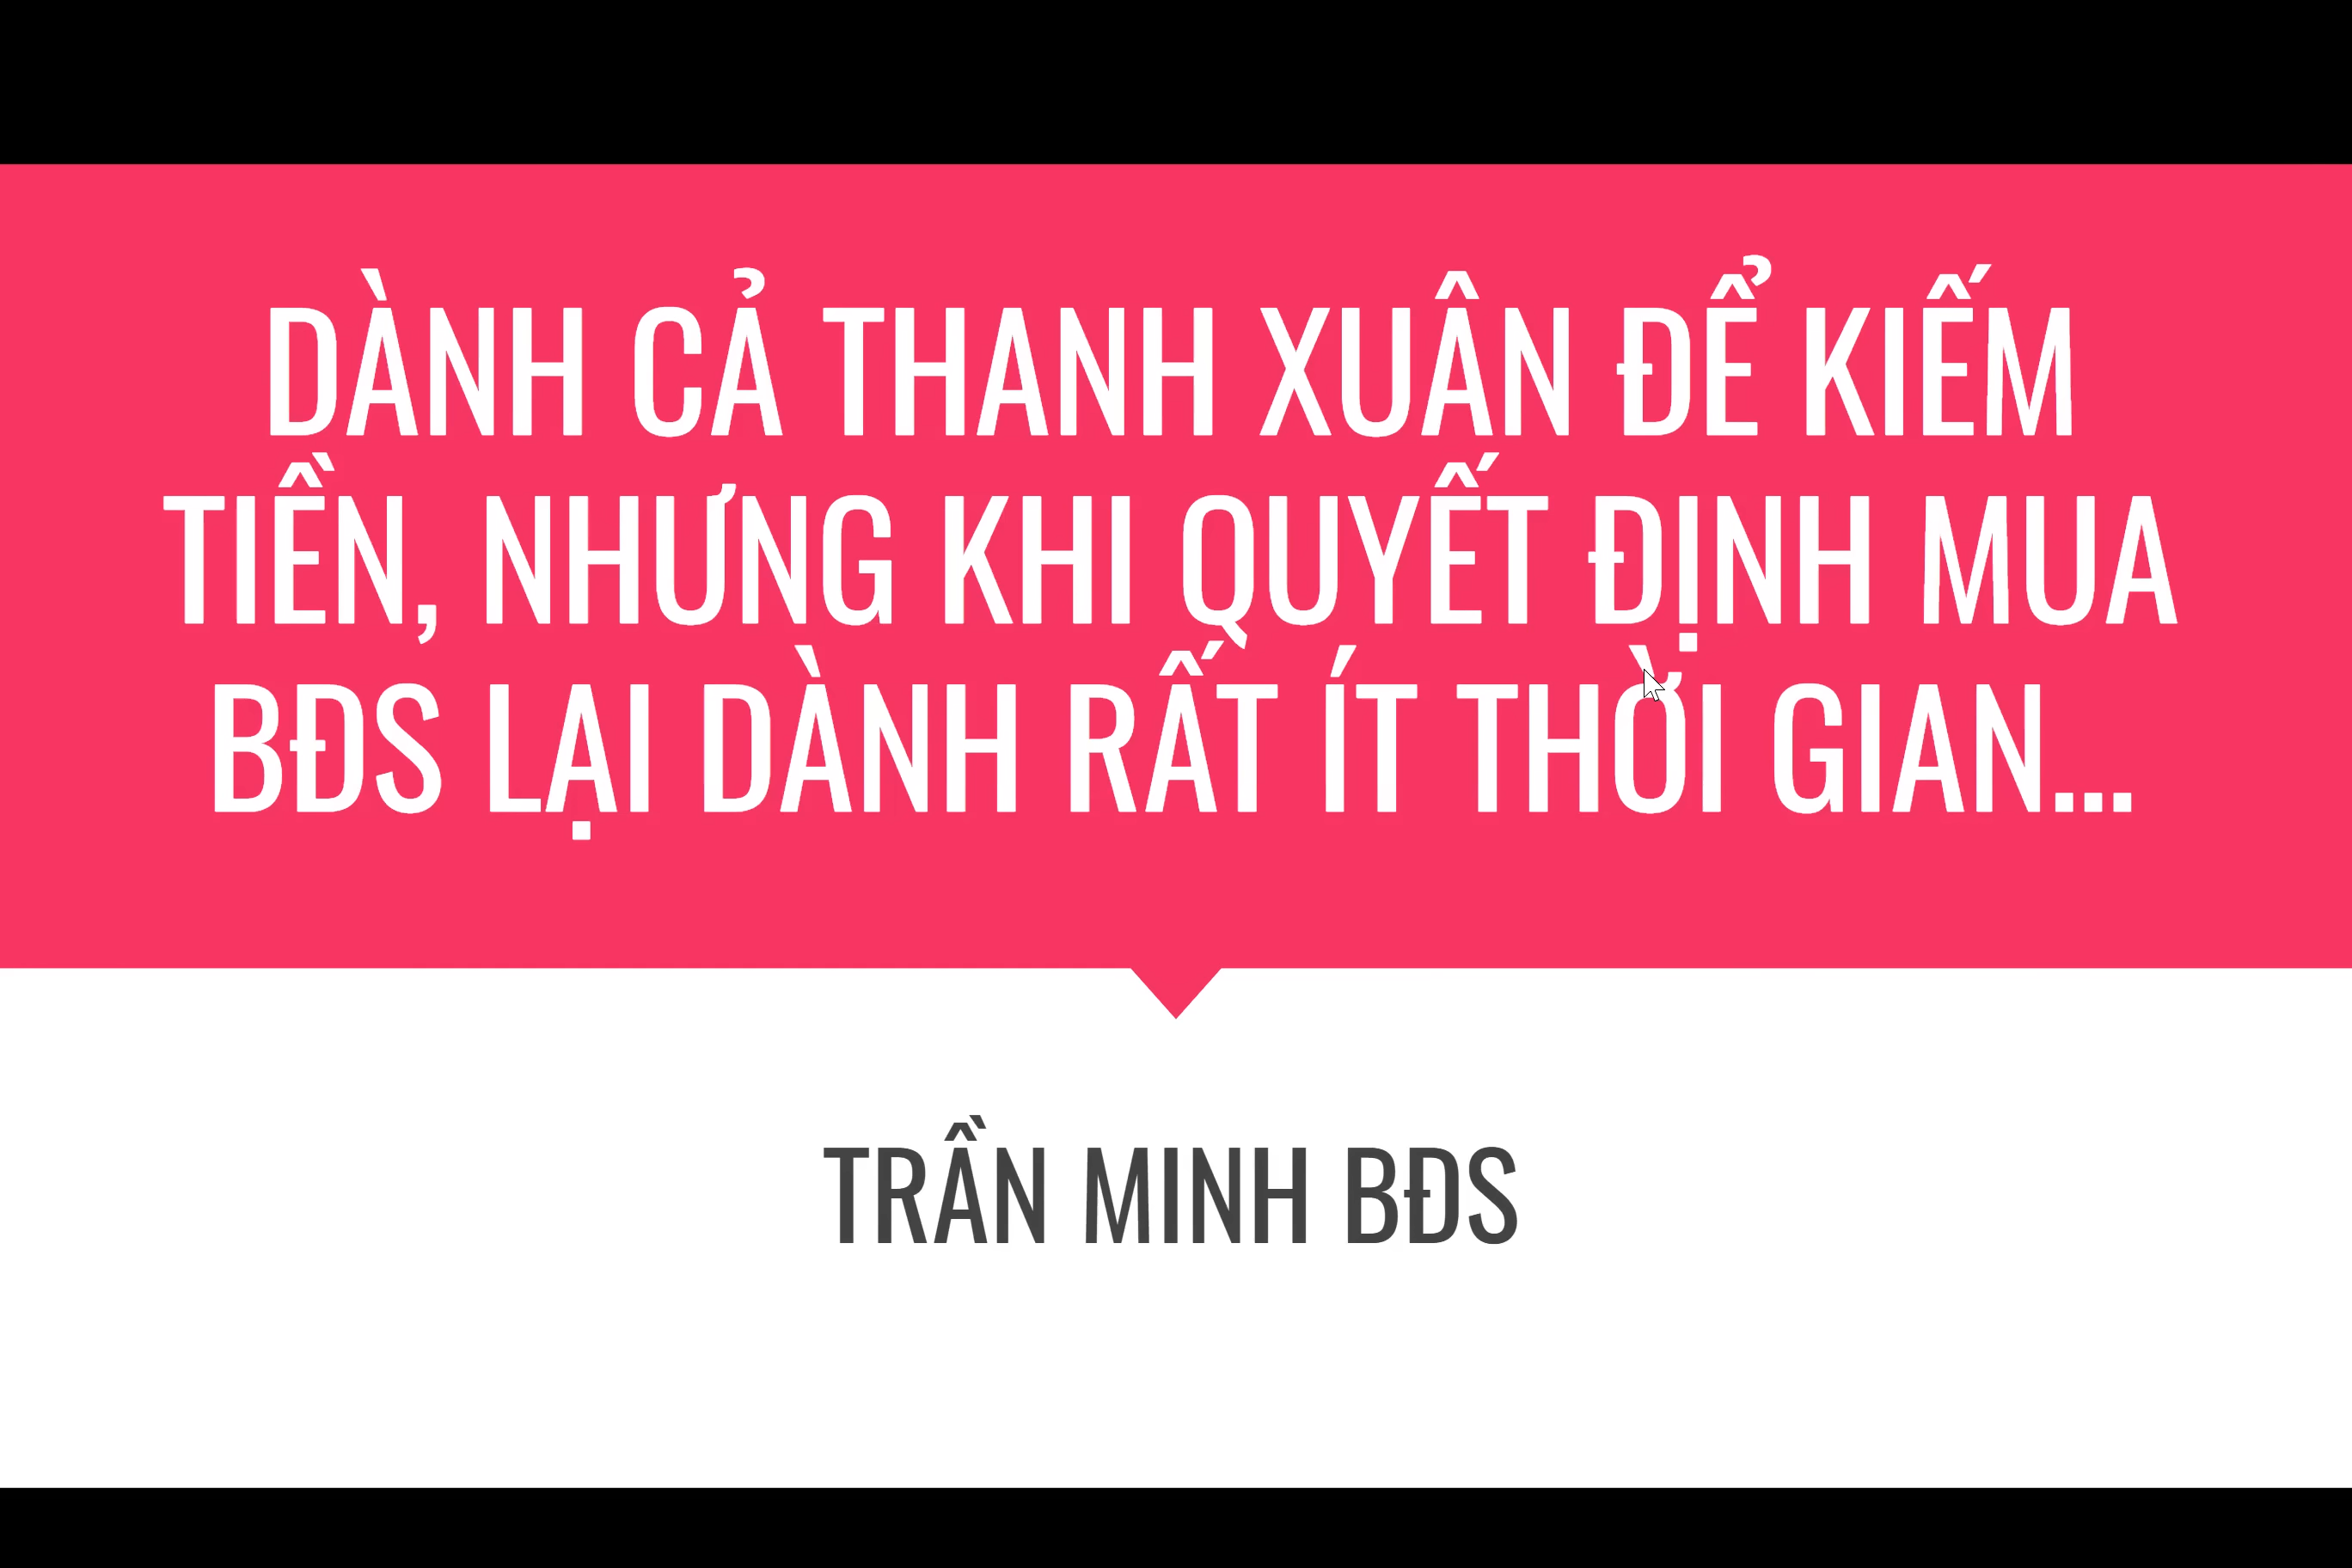 DÀNH CẢ THANH XUÂN ĐỂ KIẾM
TIỀN, NHƯNG KHI QUYẾT ĐỊNH MUA
BĐS LẠI DÀNH RẤT ÍT THỜI GIAN...
TRẦN MINH BĐS